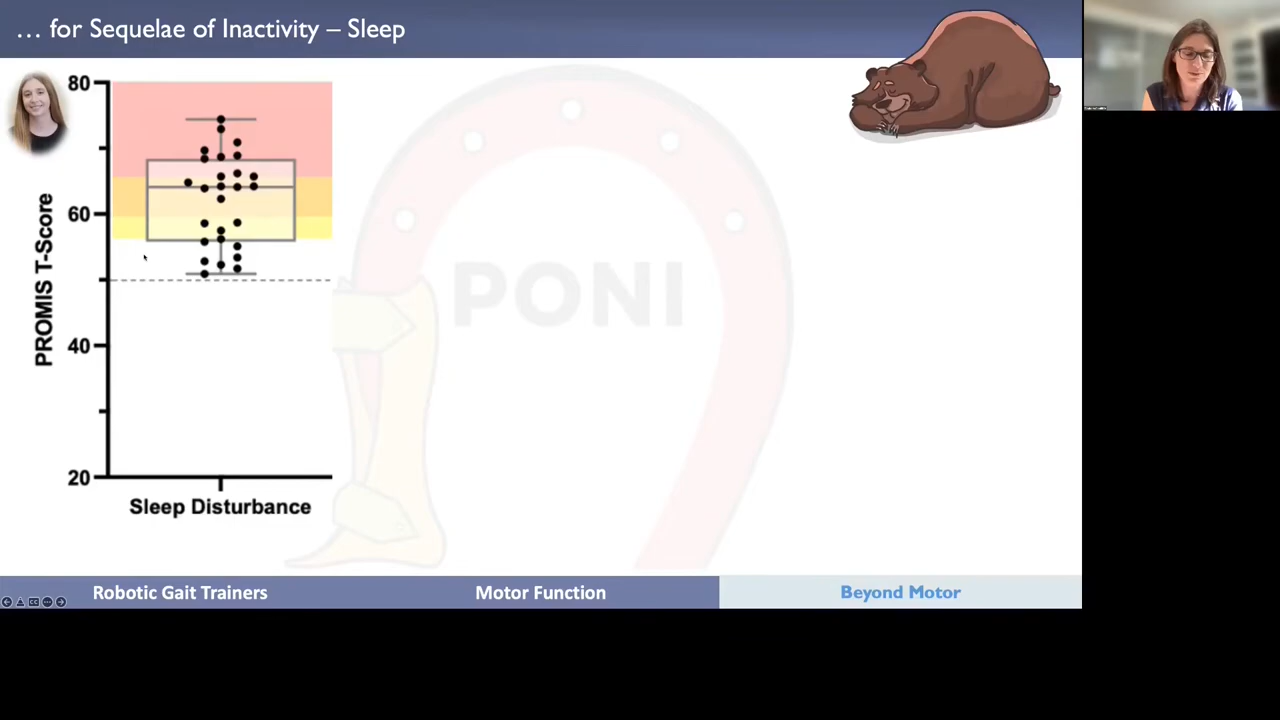 … for Sequelae of Inactivity – Sleep
80
60
40
20
PROMIS T-Score
Sleep Disturbance
PONI
Robotic Gait Trainers
Motor Function
Beyond Motor